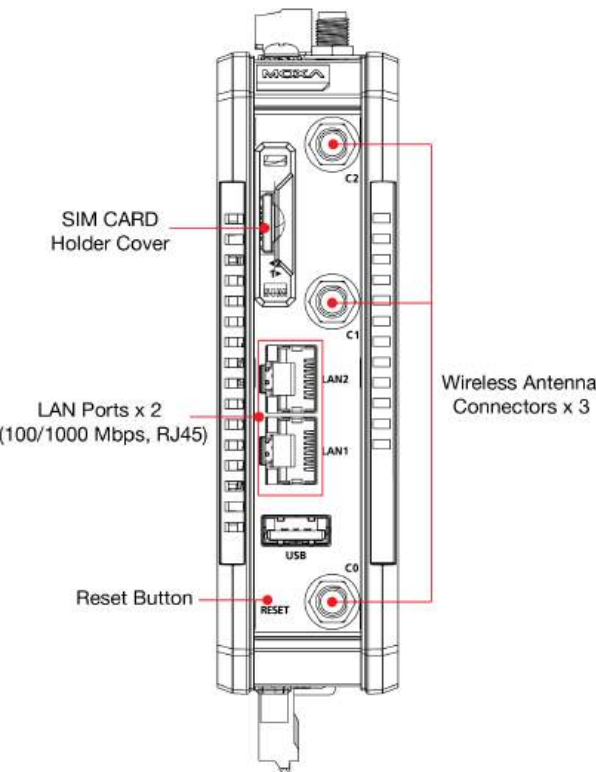 MOXA
C2
SIM CARD
Holder Cover
SIM
C1
LAN2
Wireless Antenna
Connectors x 3
LAN Ports x 2
(100/1000 Mbps, RJ45)
LAN1
USB
C0
Reset Button
RESET